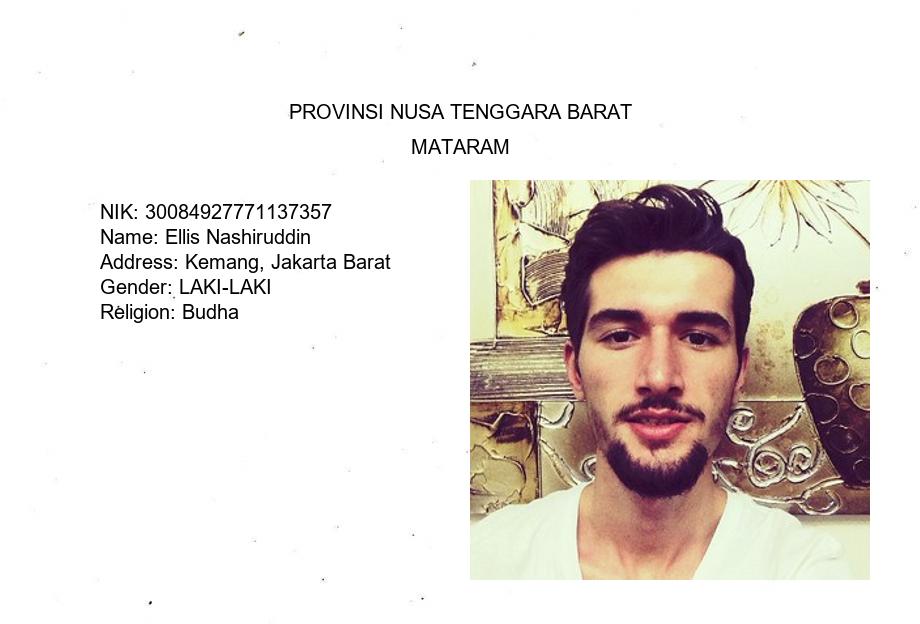 PROVINSI NUSA TENGGARA BARAT
MATARAM
NIK: 30084927771137357
Name: Ellis Nashiruddin
Address: Kemang, Jakarta Barat
Gender: LAKI-LAKI
Religion: Budha